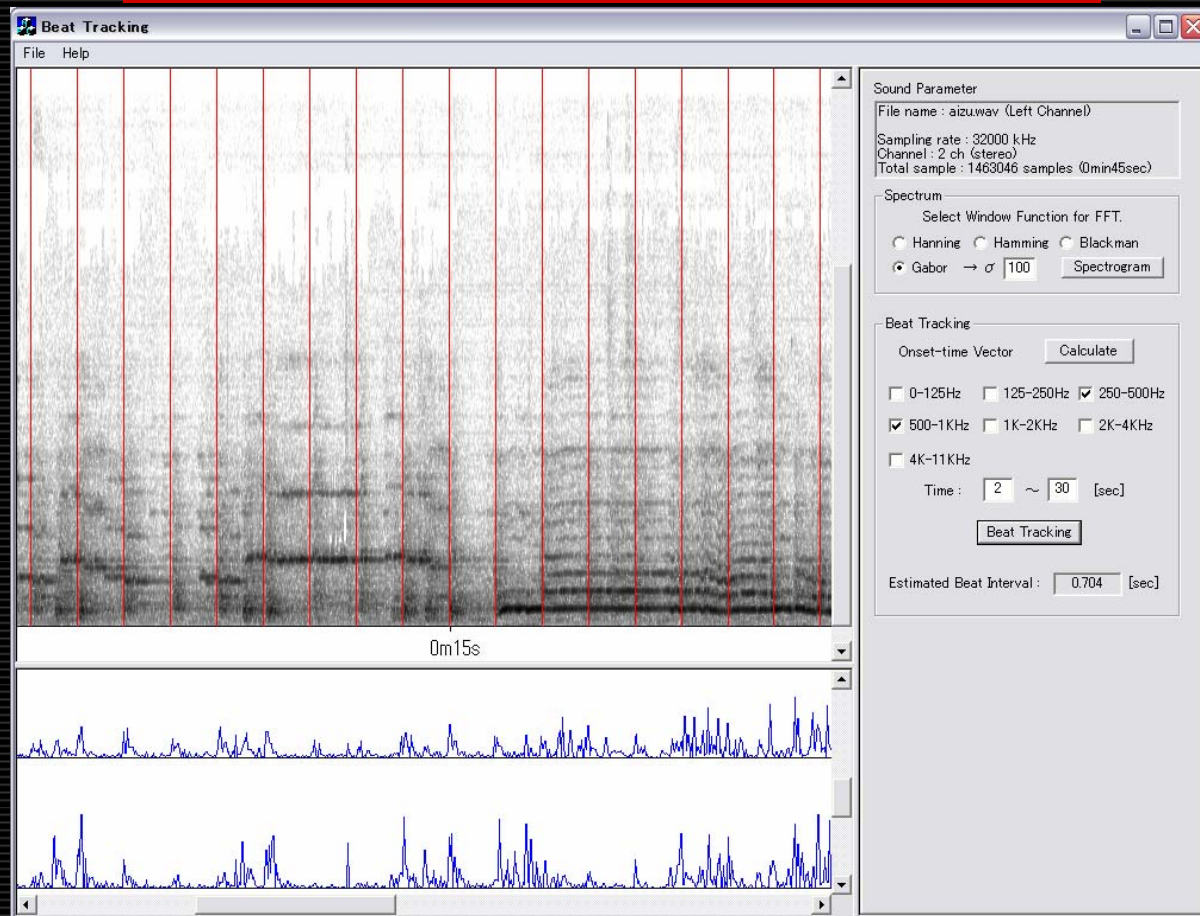 Beat Tracking
File Help
0m15s
Sound Parameter
File name : aizu.wav (Left Channel)
Sampling rate : 32000 kHz
Channel : 2 ch (stereo)
Total sample : 1463046 samples (0min45sec)
Spectrum
Select Window Function for FFT.
Hanning Hamming Blackman
Gabor → σ 100 Spectrogram
Beat Tracking
Onset-time Vector Calculate
0-125Hz 125-250Hz 250-500Hz
500-1KHz 1K-2KHz 2K-4KHz
4K-11KHz
Time : 2 ~ 30 [sec]
Beat Tracking
Estimated Beat Interval : 0.704 [sec]